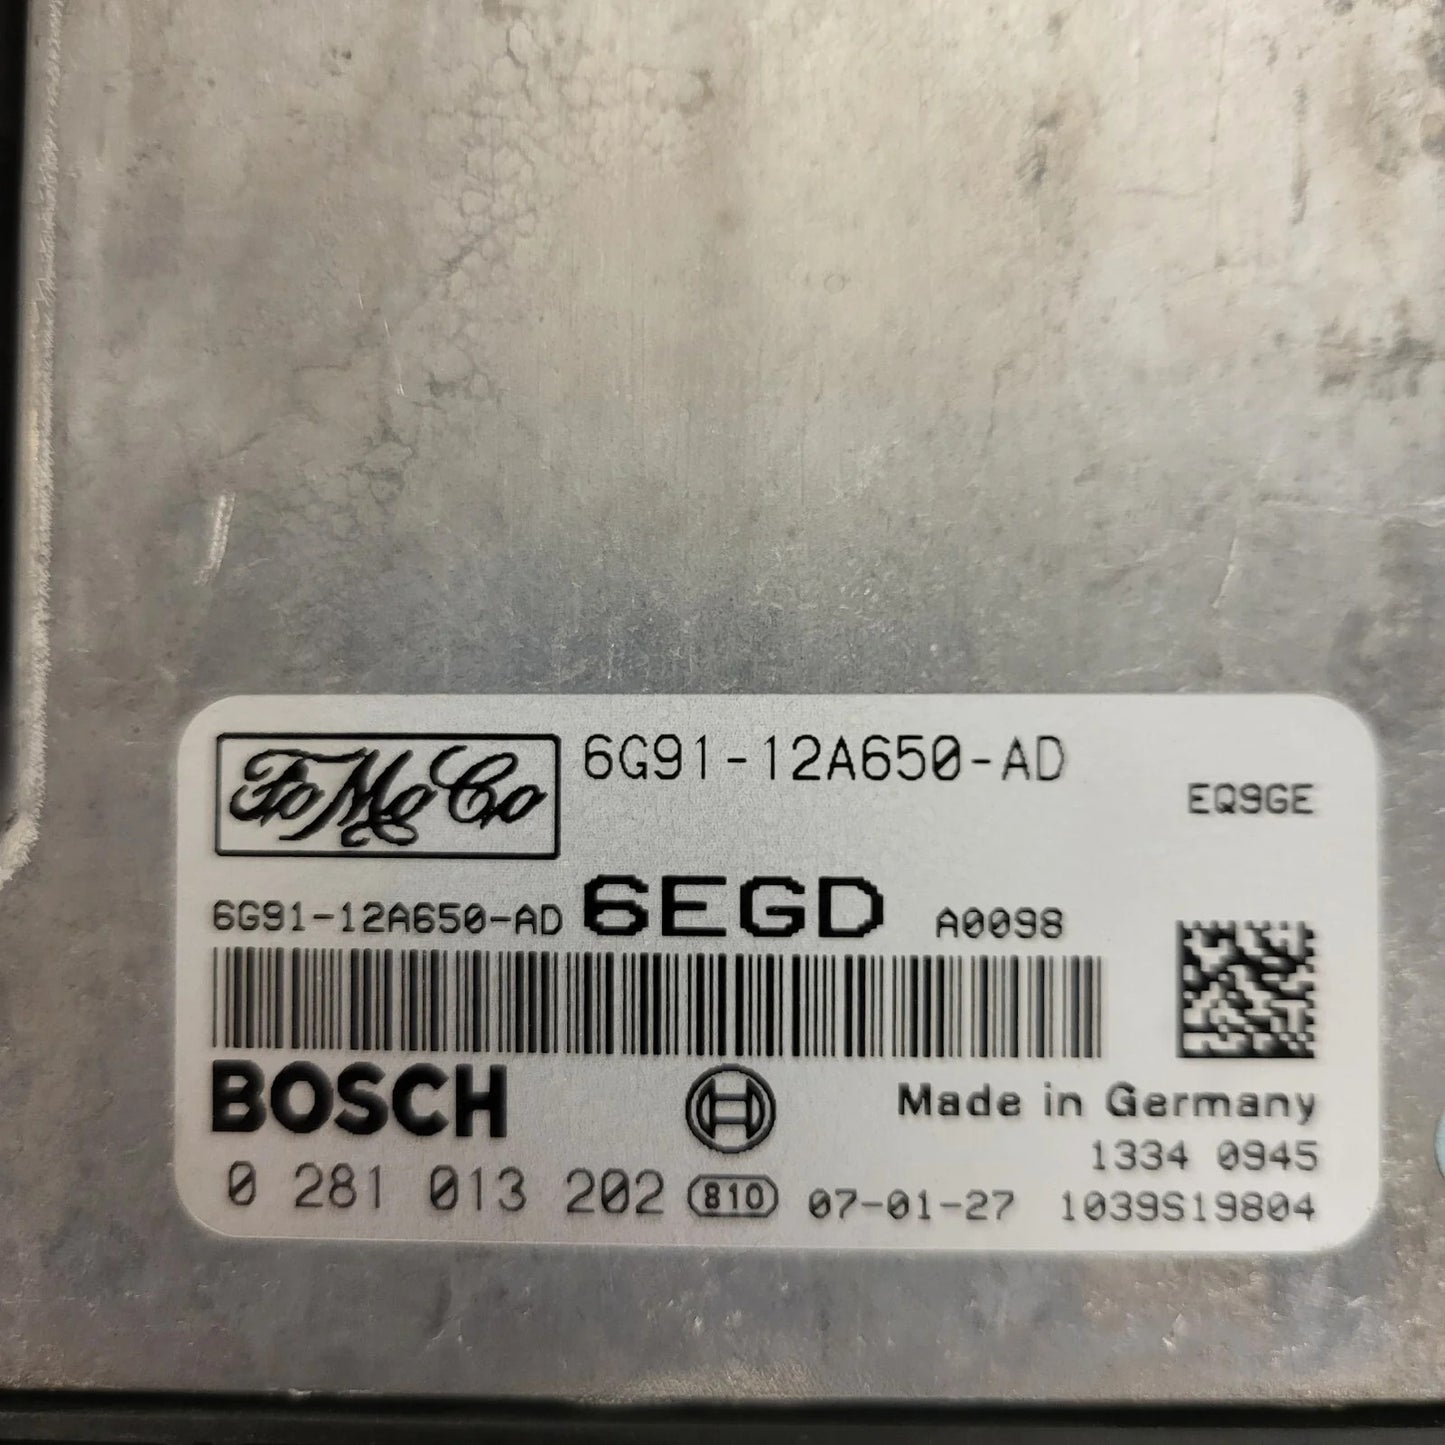 FoMoCo 6G91-12A650-AD
EQ9GE
6G91-12A650-AD 6EGD A0098
BOSCH
Made in Germany
1334 0945
0 281 013 202 810 07-01-27 1039S19804